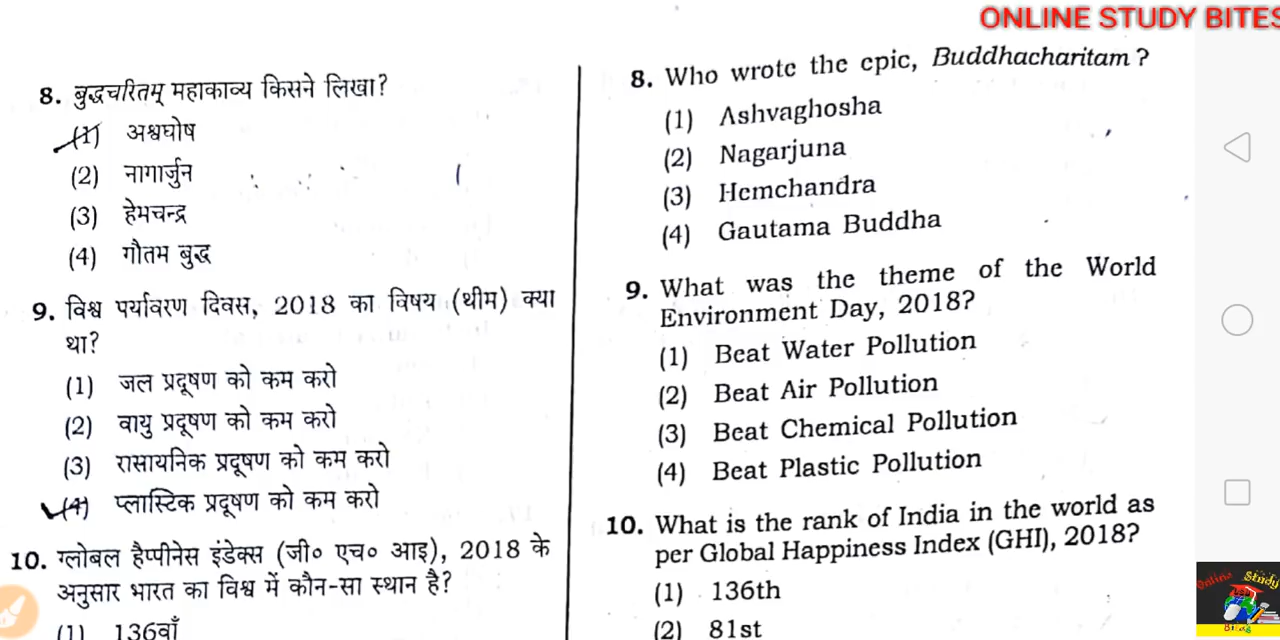 ONLINE STUDY BITES
8. बुद्धचरितम् महाकाव्य किसने लिखा?
(1) अश्वघोष
(2) नागार्जुन
(3) हेमचन्द्र
(4) गौतम बुद्ध
9. विश्व पर्यावरण दिवस, 2018 का विषय (थीम) क्या
था?
(1) जल प्रदूषण को कम करो
(2) वायु प्रदूषण को कम करो
(3) रासायनिक प्रदूषण को कम करो
(4) प्लास्टिक प्रदूषण को कम करो
10. ग्लोबल हैप्पीनेस इंडेक्स (जी० एच० आइ), 2018 के
अनुसार भारत का विश्व में कौन-सा स्थान है?
(1) 136वाँ
8. Who wrote the epic, Buddhacharitam?
(1) Ashvaghosha
(2) Nagarjuna
(3) Hemchandra
(4) Gautama Buddha
9. What was the theme of the World
Environment Day, 2018?
(1) Beat Water Pollution
(2) Beat Air Pollution
(3) Beat Chemical Pollution
(4) Beat Plastic Pollution
10. What is the rank of India in the world as
per Global Happiness Index (GHI), 2018?
(1) 136th
(2) 81st
Online Study
Bites